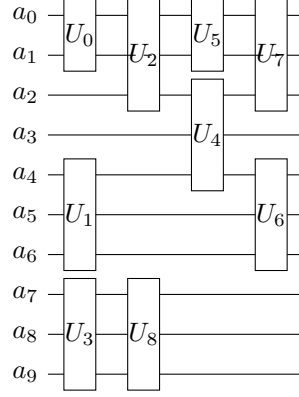 a₀
U₀ U₅
a₁ U₂ U₇
a₂
a₃ U₄
a₄
a₅ U₁ U₆
a₆
a₇
a₈ U₃ U₈
a₉